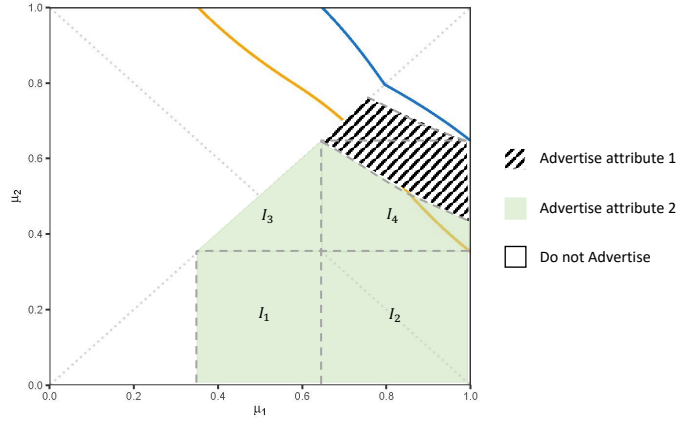 1.0
0.8
0.6
0.4
0.2
0.0
μ2
I3
I4
I1
I2
0.0 0.2 0.4 0.6 0.8 1.0
μ1
Advertise attribute 1
Advertise attribute 2
Do not Advertise